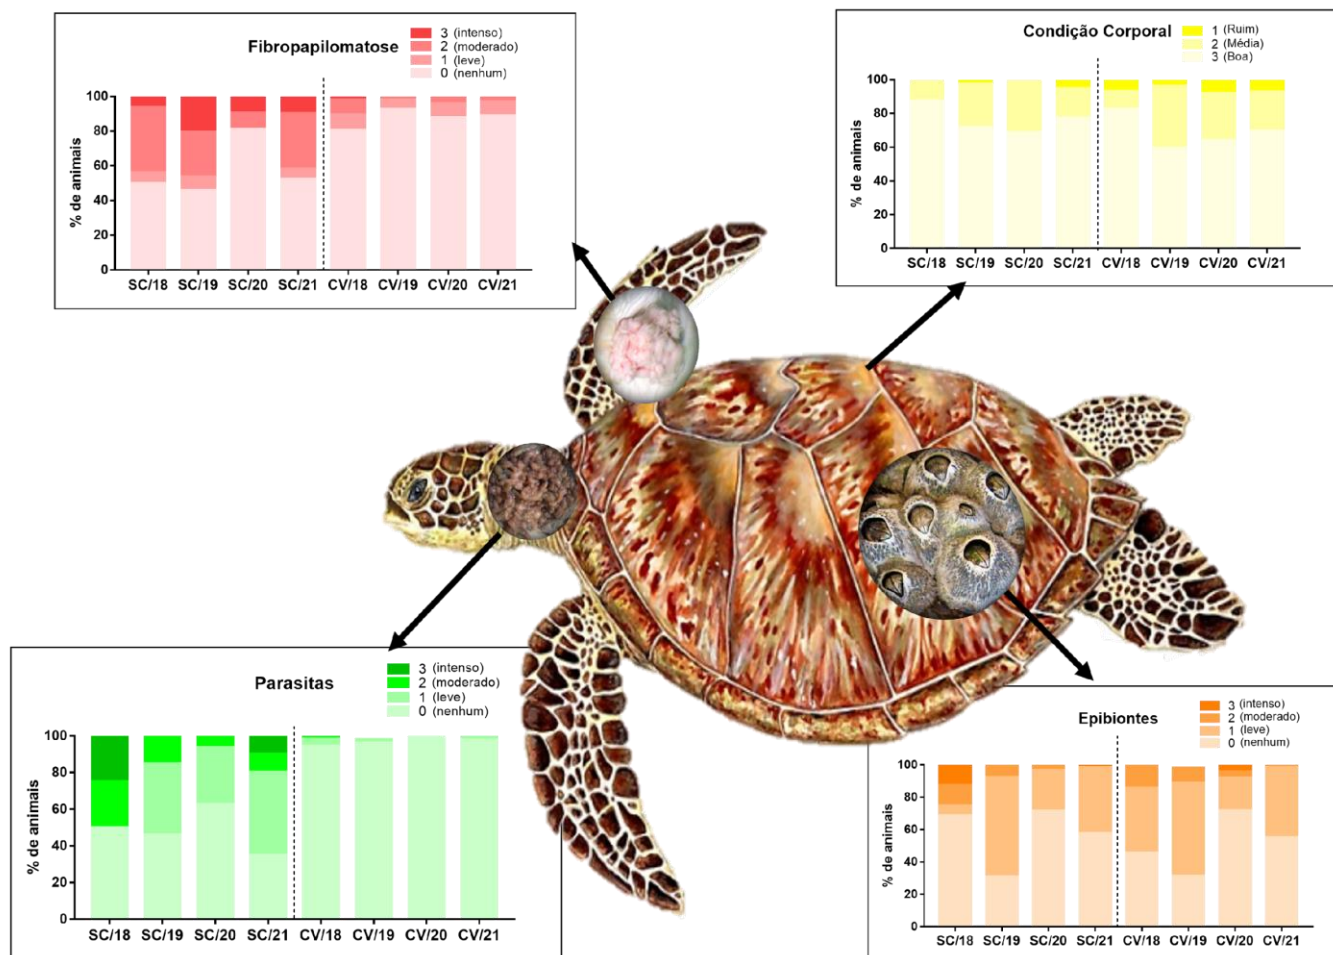 Fibropapilomatose
3 (intenso)
2 (moderado)
1 (leve)
0 (nenhum)
% de animais
100
80
60
40
20
0
SC/18 SC/19 SC/20 SC/21 CV/18 CV/19 CV/20 CV/21
Condição Corporal
1 (Ruim)
2 (Média)
3 (Boa)
% de animais
100
80
60
40
20
0
SC/18 SC/19 SC/20 SC/21 CV/18 CV/19 CV/20 CV/21
Parasitas
3 (intenso)
2 (moderado)
1 (leve)
0 (nenhum)
% de animais
100
80
60
40
20
0
SC/18 SC/19 SC/20 SC/21 CV/18 CV/19 CV/20 CV/21
Epibiontes
3 (intenso)
2 (moderado)
1 (leve)
0 (nenhum)
% de animais
100
80
60
40
20
0
SC/18 SC/19 SC/20 SC/21 CV/18 CV/19 CV/20 CV/21